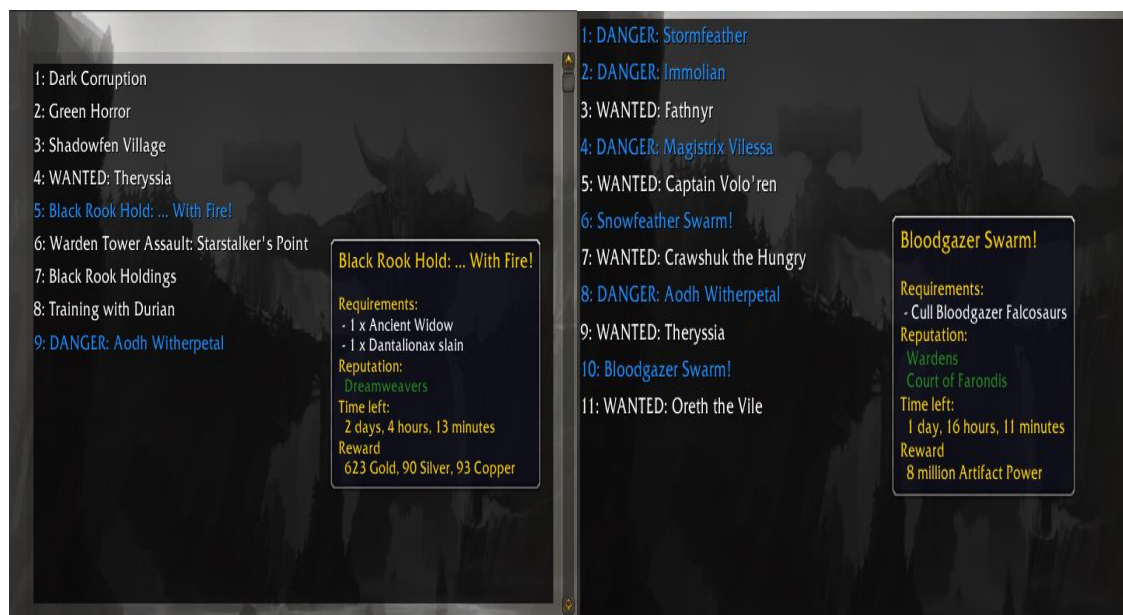 1: Dark Corruption
2: Green Horror
3: Shadowfen Village
4: WANTED: Theryssia
5: Black Rook Hold: ... With Fire!
6: Warden Tower Assault: Starstalker's Point
7: Black Rook Holdings
8: Training with Durian
9: DANGER: Aodh Witherpetal
Black Rook Hold: ... With Fire!
Requirements:
- 1 x Ancient Widow
- 1 x Dantalionax slain
Reputation:
Dreamweavers
Time left:
2 days, 4 hours, 13 minutes
Reward
623 Gold, 90 Silver, 93 Copper
1: DANGER: Stormfeather
2: DANGER: Immolian
3: WANTED: Fathnyr
4: DANGER: Magistrix Vilessa
5: WANTED: Captain Volo'ren
6: Snowfeather Swarm!
7: WANTED: Crawshuk the Hungry
8: DANGER: Aodh Witherpetal
9: WANTED: Theryssia
10: Bloodgazer Swarm!
11: WANTED: Oreth the Vile
Bloodgazer Swarm!
Requirements:
- Cull Bloodgazer Falcosaurs
Reputation:
Wardens
Court of Farondis
Time left:
1 day, 16 hours, 11 minutes
Reward
8 million Artifact Power